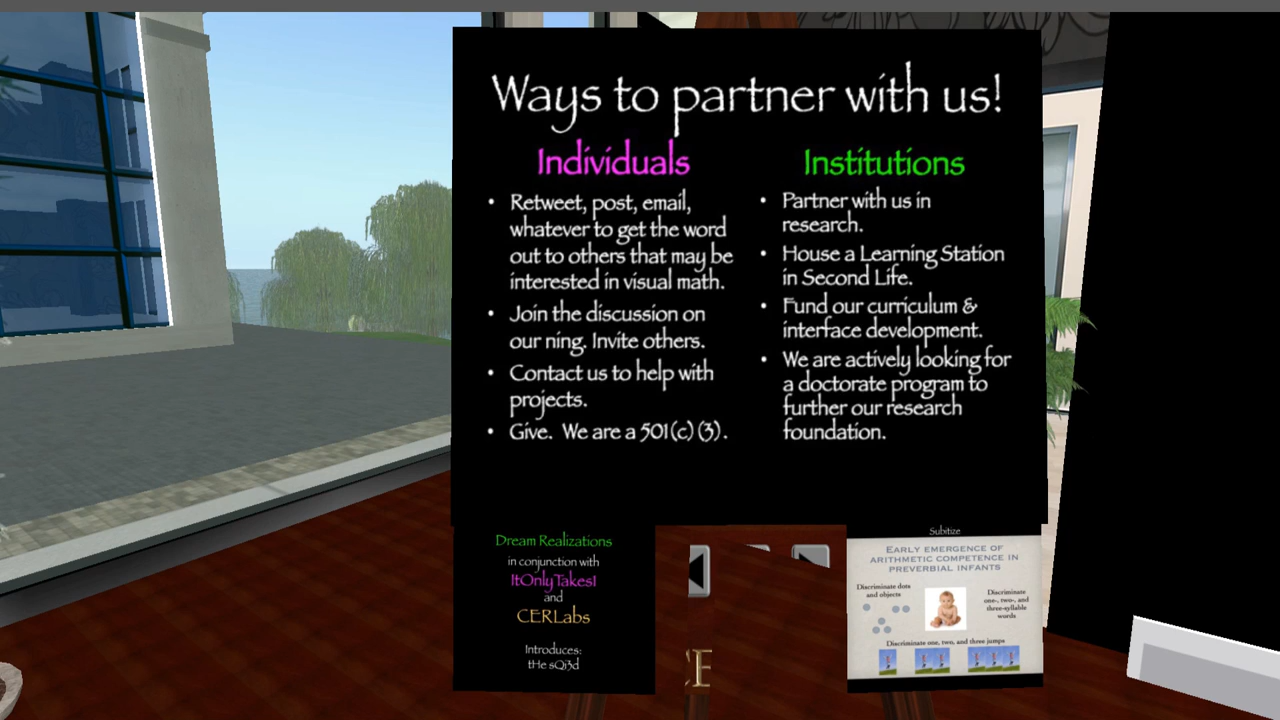 Ways to partner with us!
Individuals
• Retweet, post, email,
whatever to get the word
out to others that may be
interested in visual math.
• Join the discussion on
our ning. Invite others.
• Contact us to help with
projects.
• Give. We are a 501(c) (3).
Institutions
• Partner with us in
research.
• House a Learning Station
in Second Life.
• Fund our curriculum &
interface development.
• We are actively looking for
a doctorate program to
further our research
foundation.
Dream Realizations
in conjunction with
ItOnlyTakes1
and
CERLabs
Introduces:
tHe sQi3d
Subitize
EARLY EMERGENCE OF
ARITHMETIC COMPETENCE IN
PREVERBIAL INFANTS
Discriminate dots
and objects
Discriminate
one-, two-, and
three-syllable
words
Discriminate one, two, and three jumps